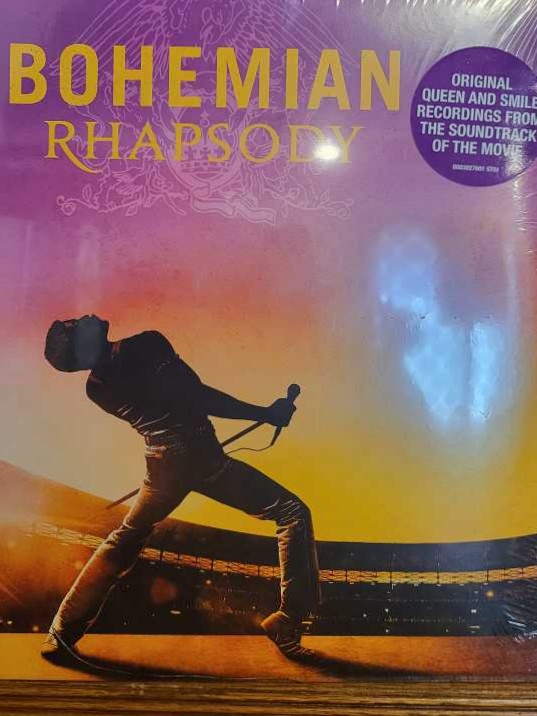 BOHEMIAN
RHAPSODY
ORIGINAL
QUEEN AND SMILE
RECORDINGS FROM
THE SOUNDTRACK
OF THE MOVIE